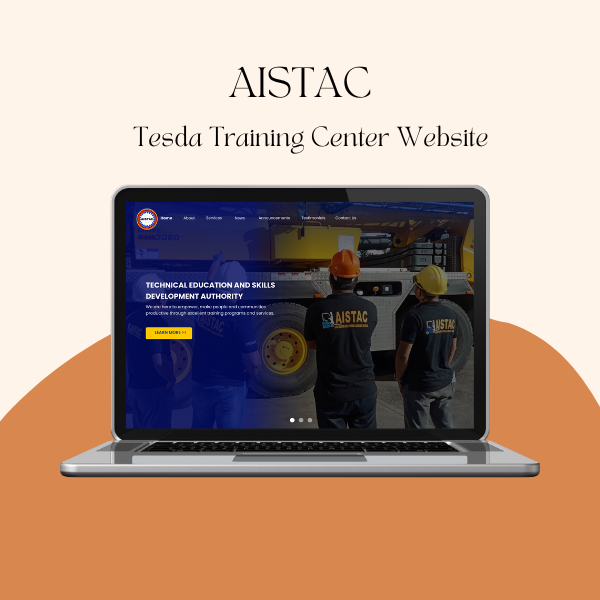 AISTAC
Tesda Training Center Website
AISTAC
Home About Services News Announcements Testimonials Contact Us
TECHNICAL EDUCATION AND SKILLS
DEVELOPMENT AUTHORITY
We are here to empower, make people and communities
productive through excellent training programs and services.
LEARN MORE >>
AISTAC
AISTAC